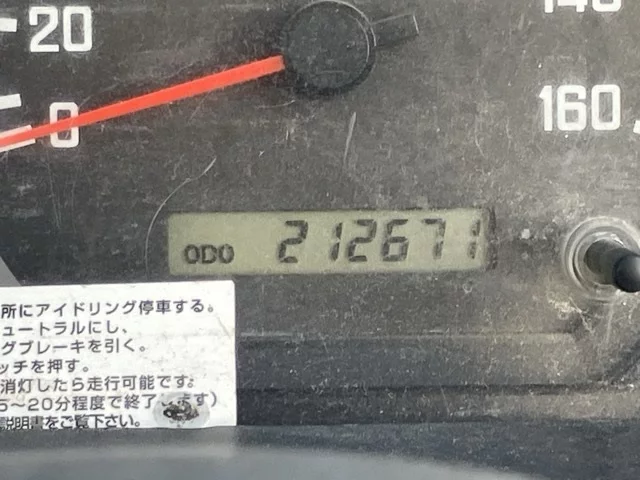 20
140
0
160
ODO 212671
所にアイドリング停車する。
ュートラルにし、
グブレーキを引く。
ッチを押す。
消灯したら走行可能です。
5～20分程度で終了します)
説明書をご覧下さい。